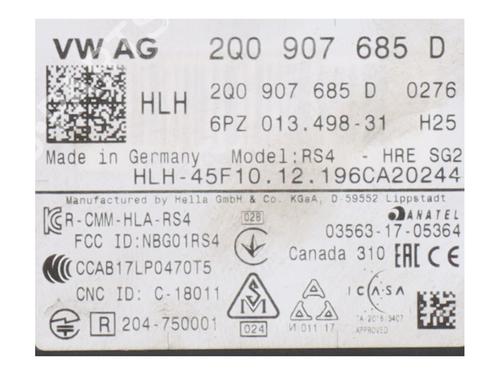 VW AG 2Q0 907 685 D
HLH 2Q0 907 685 D 0276
6PZ 013.498-31 H25
Made in Germany Model:RS4 - HRE SG2
HLH-45F10.12.196CA20244
Manufactured by Hella GmbH & Co. KGaA, D-59552 Lippstadt
R-CMM-HLA-RS4 028 ANATEL
FCC ID:NBG01RS4 03563-17-05364
Canada 310 EAC CE
CCAB17LP0470T5
CNC ID: C-18011 ICASA
R 204-750001 024 И 011 17
APPROVED